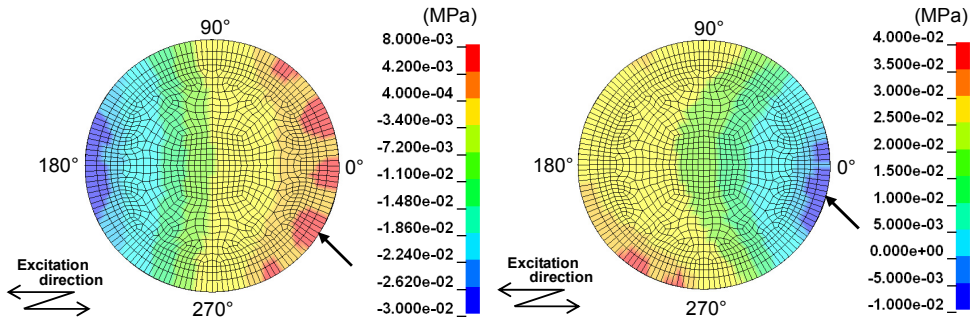 (MPa)
90°
8.000e-03
4.200e-03
4.000e-04
-3.400e-03
-7.200e-03
-1.100e-02
-1.480e-02
-1.860e-02
-2.240e-02
-2.620e-02
-3.000e-02
180°
0°
Excitation
direction
270°
(MPa)
90°
4.000e-02
3.500e-02
3.000e-02
2.500e-02
2.000e-02
1.500e-02
1.000e-02
5.000e-03
0.000e+00
-5.000e-03
-1.000e-02
180°
0°
Excitation
direction
270°